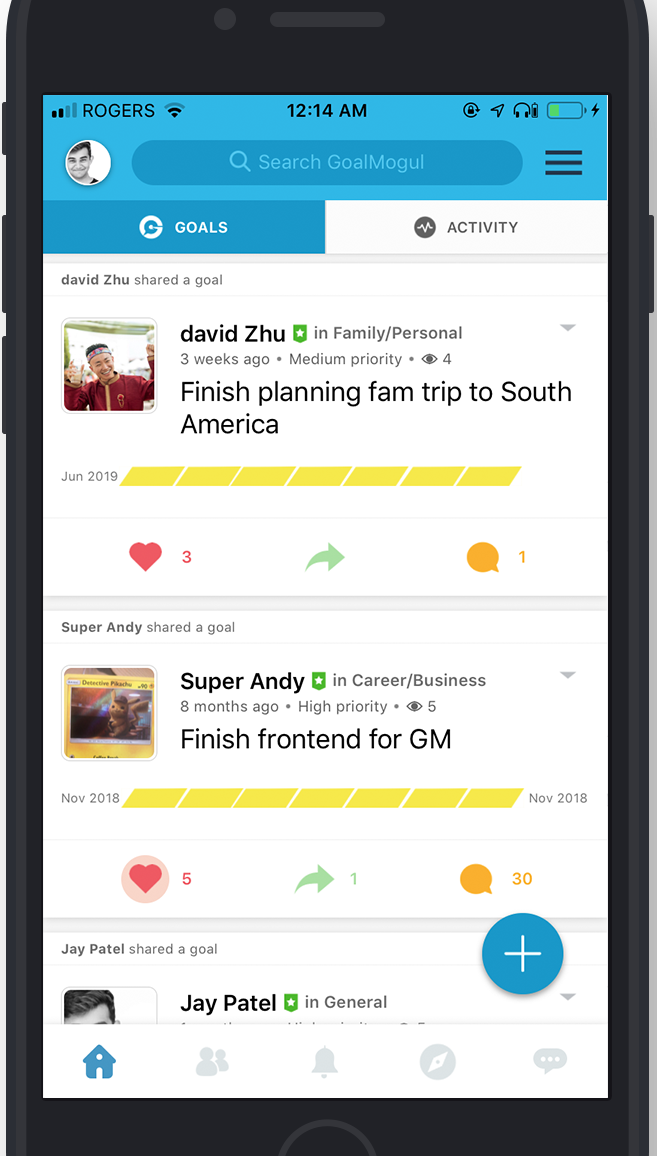 ROGERS 12:14 AM
Search GoalMogul
GOALS ACTIVITY
david Zhu shared a goal
david Zhu in Family/Personal
3 weeks ago • Medium priority • 4
Finish planning fam trip to South
America
Jun 2019
3 1
Super Andy shared a goal
Detective Pikachu 90
Super Andy in Career/Business
8 months ago • High priority • 5
Finish frontend for GM
Nov 2018 Nov 2018
5 1 30
Jay Patel shared a goal
Jay Patel in General